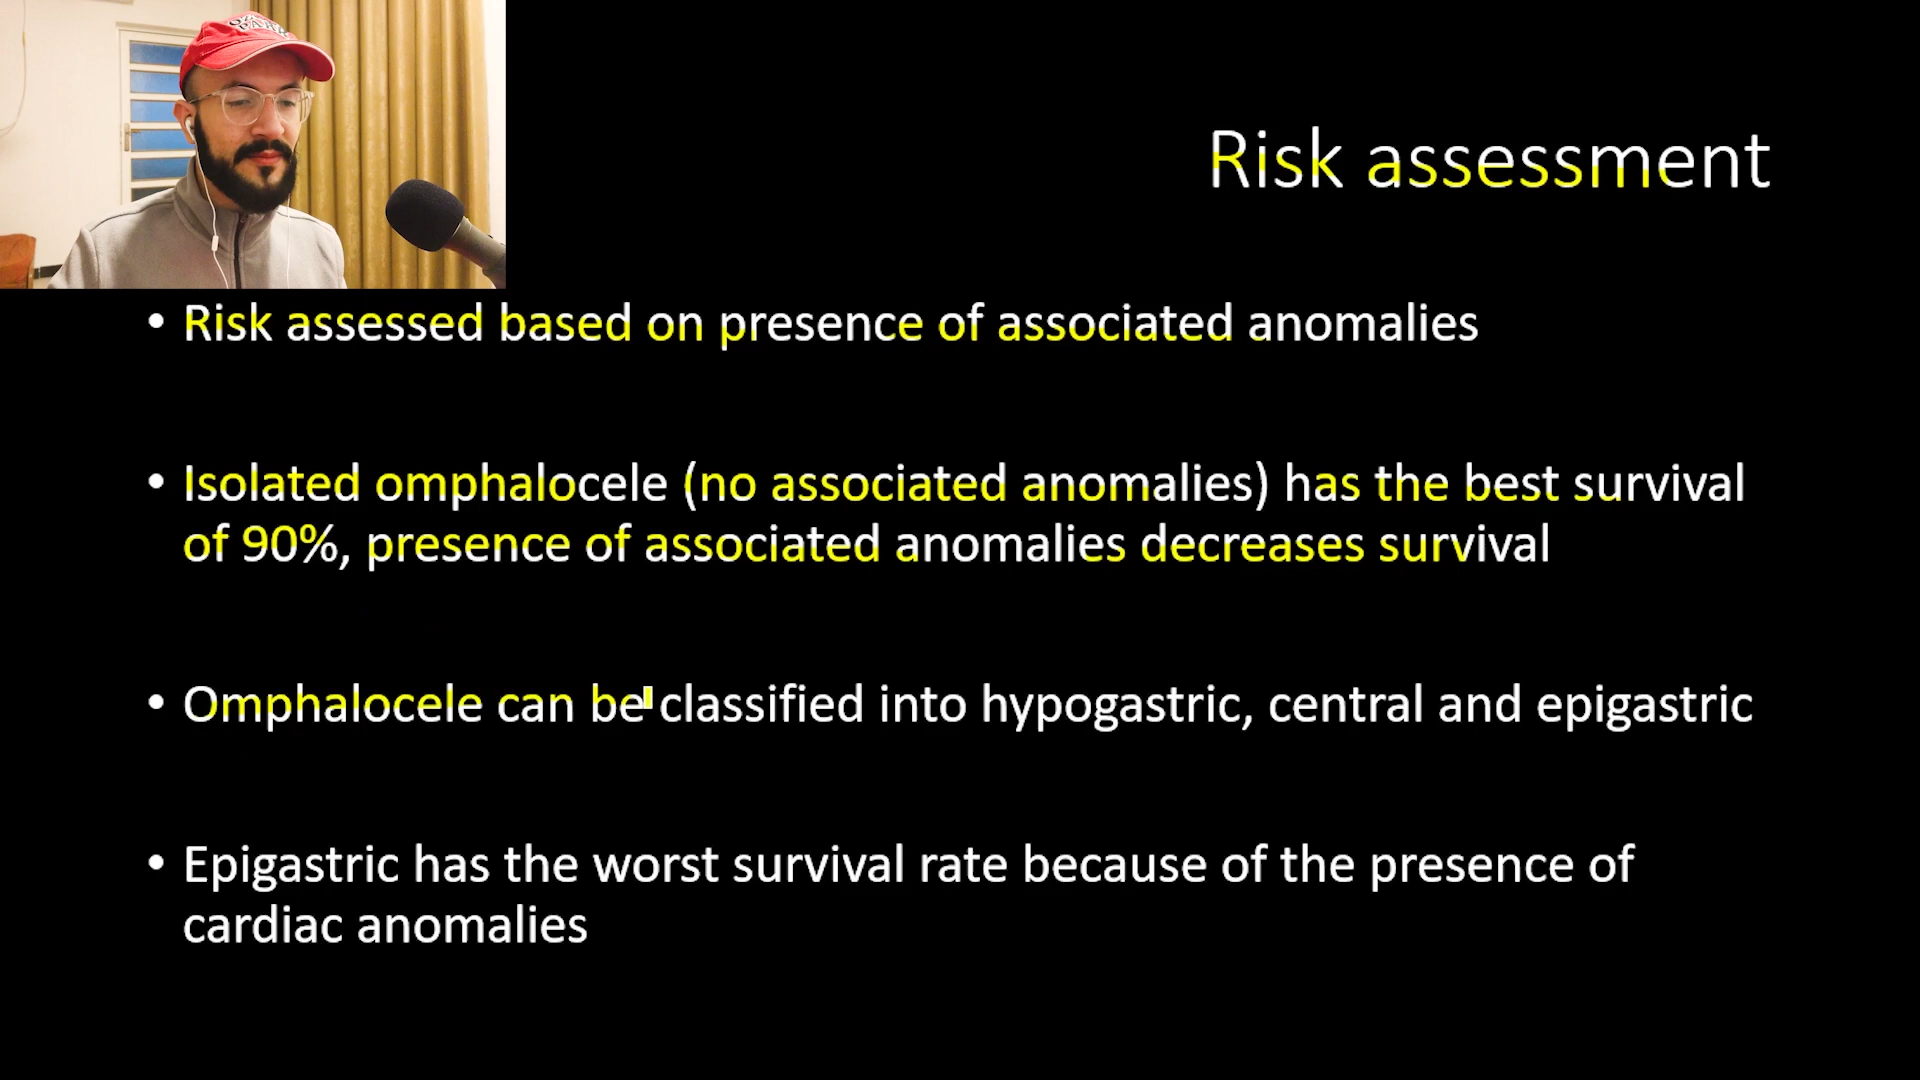 Risk assessment
• Risk assessed based on presence of associated anomalies
• Isolated omphalocele (no associated anomalies) has the best survival
of 90%, presence of associated anomalies decreases survival
• Omphalocele can be classified into hypogastric, central and epigastric
• Epigastric has the worst survival rate because of the presence of
cardiac anomalies